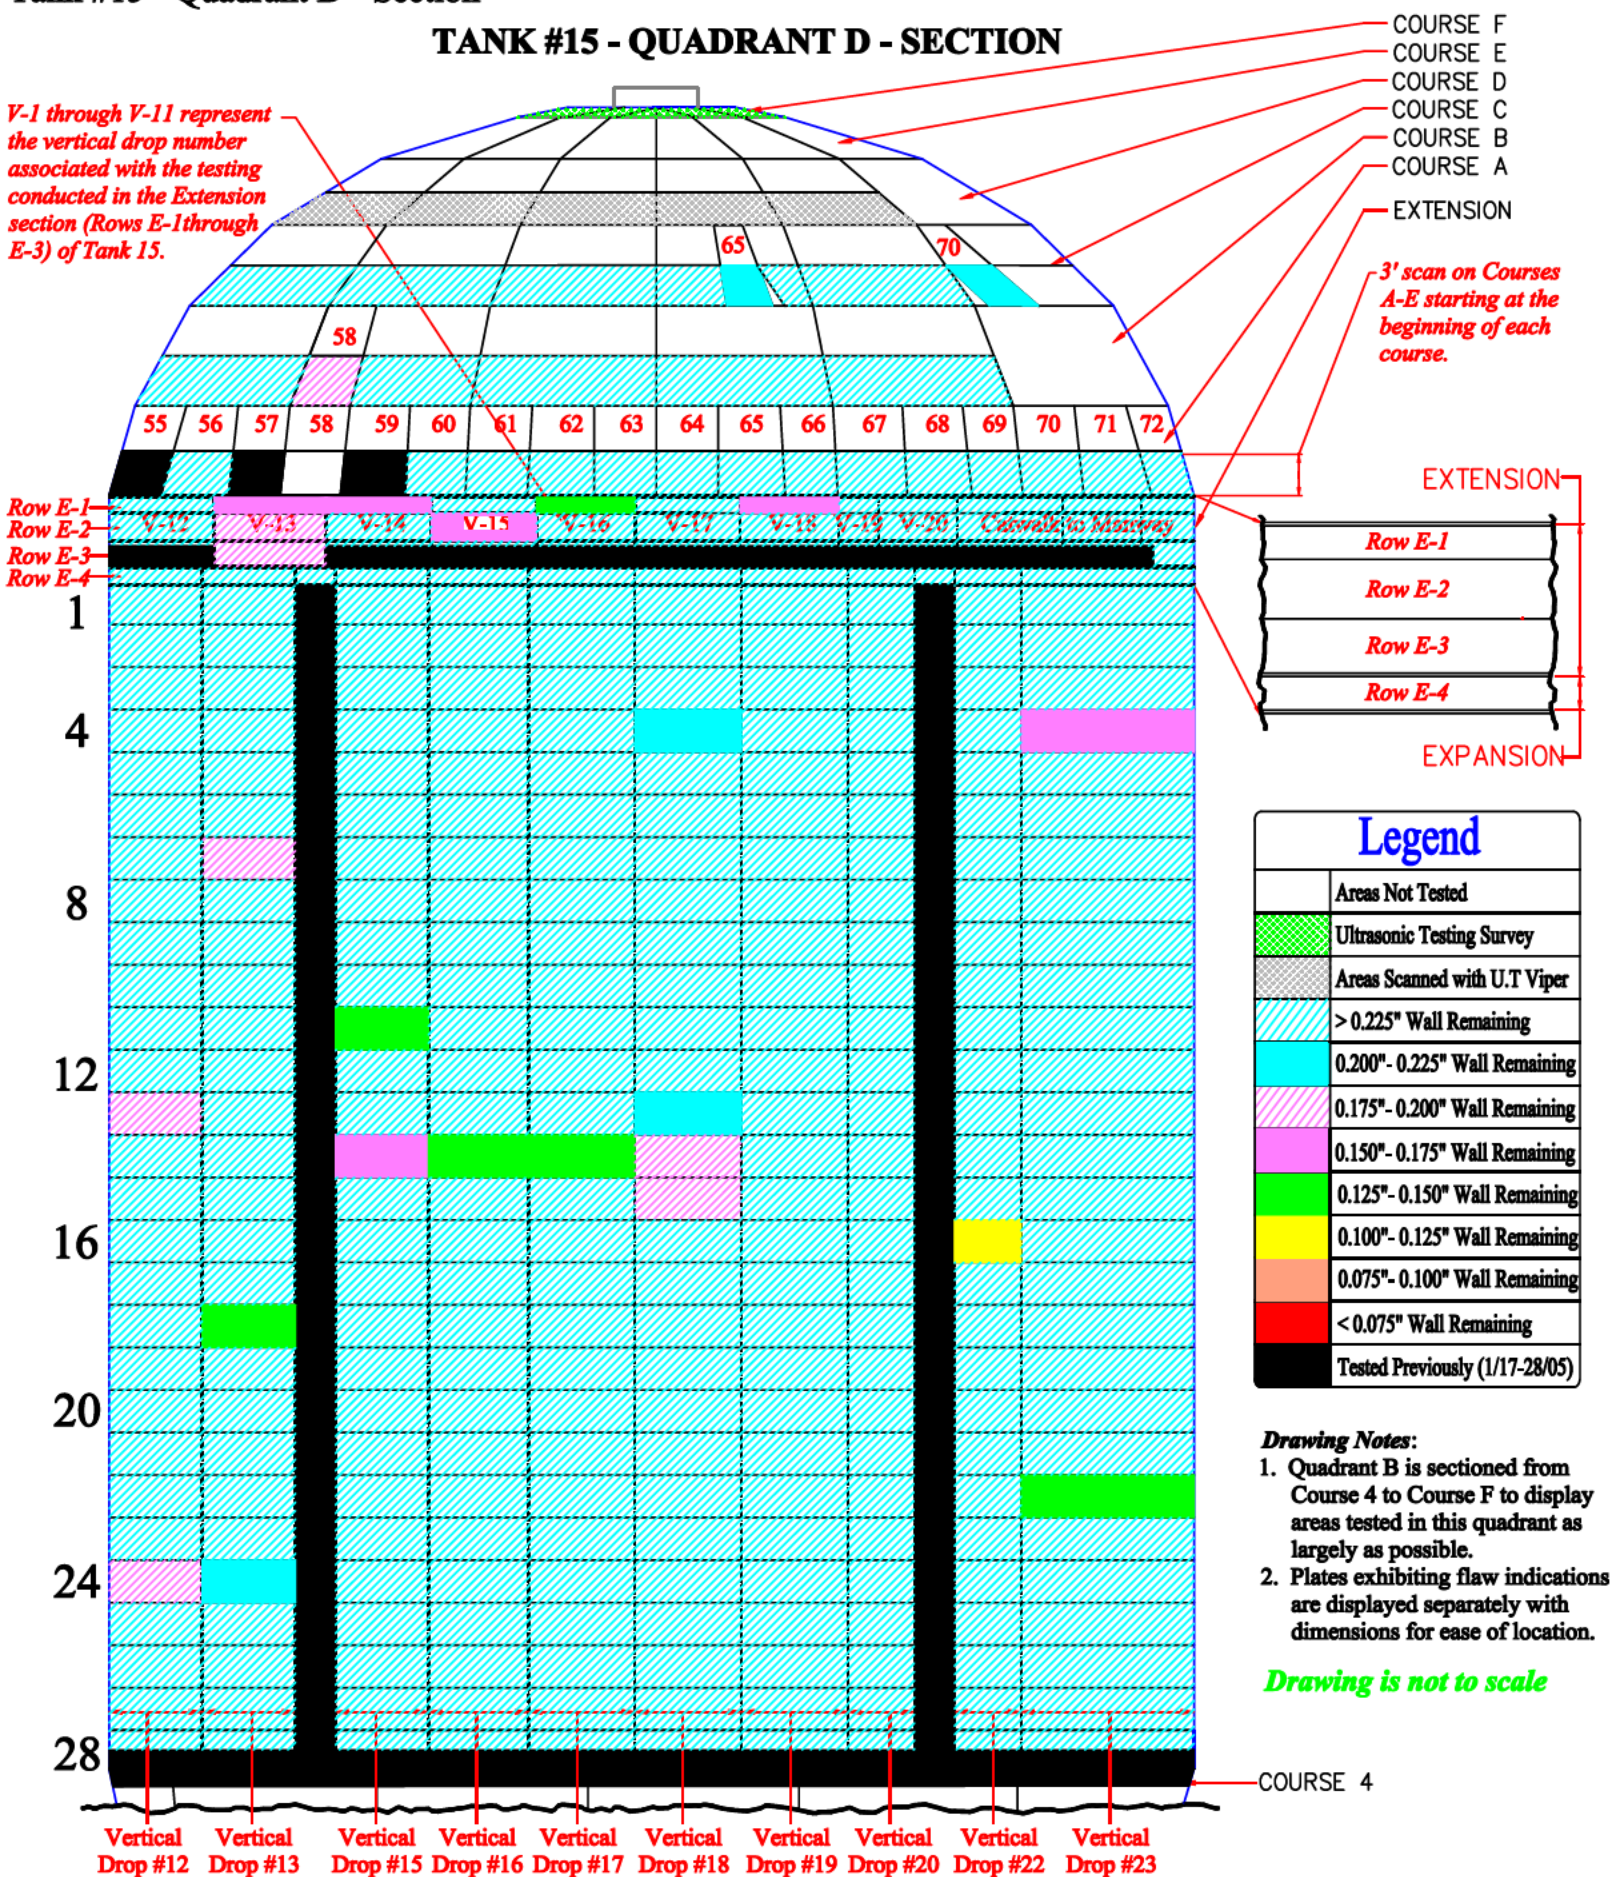 Tank #15 - Quadrant D - Section
TANK #15 - QUADRANT D - SECTION
COURSE F
COURSE E
COURSE D
COURSE C
COURSE B
COURSE A
EXTENSION
V-1 through V-11 represent
the vertical drop number
associated with the testing
conducted in the Extension
section (Rows E-1through
E-3) of Tank 15.
3' scan on Courses
A-E starting at the
beginning of each
course.
65
70
58
55 56 57 58 59 60 61 62 63 64 65 66 67 68 69 70 71 72
Row E-1
Row E-2
Row E-3
Row E-4
V-12 V-13 V-14 V-15 V-16 V-17 V-18 V-19 V-20 Catwalk to Manway
EXTENSION
Row E-1
Row E-2
Row E-3
Row E-4
EXPANSION
1
4
8
12
16
20
24
28
Legend
Areas Not Tested
Ultrasonic Testing Survey
Areas Scanned with U.T Viper
> 0.225" Wall Remaining
0.200"- 0.225" Wall Remaining
0.175"- 0.200" Wall Remaining
0.150"- 0.175" Wall Remaining
0.125"- 0.150" Wall Remaining
0.100"- 0.125" Wall Remaining
0.075"- 0.100" Wall Remaining
< 0.075" Wall Remaining
Tested Previously (1/17-28/05)
Drawing Notes:
1. Quadrant B is sectioned from
Course 4 to Course F to display
areas tested in this quadrant as
largely as possible.
2. Plates exhibiting flaw indications
are displayed separately with
dimensions for ease of location.
Drawing is not to scale
COURSE 4
Vertical
Drop #12
Vertical
Drop #13
Vertical
Drop #15
Vertical
Drop #16
Vertical
Drop #17
Vertical
Drop #18
Vertical
Drop #19
Vertical
Drop #20
Vertical
Drop #22
Vertical
Drop #23